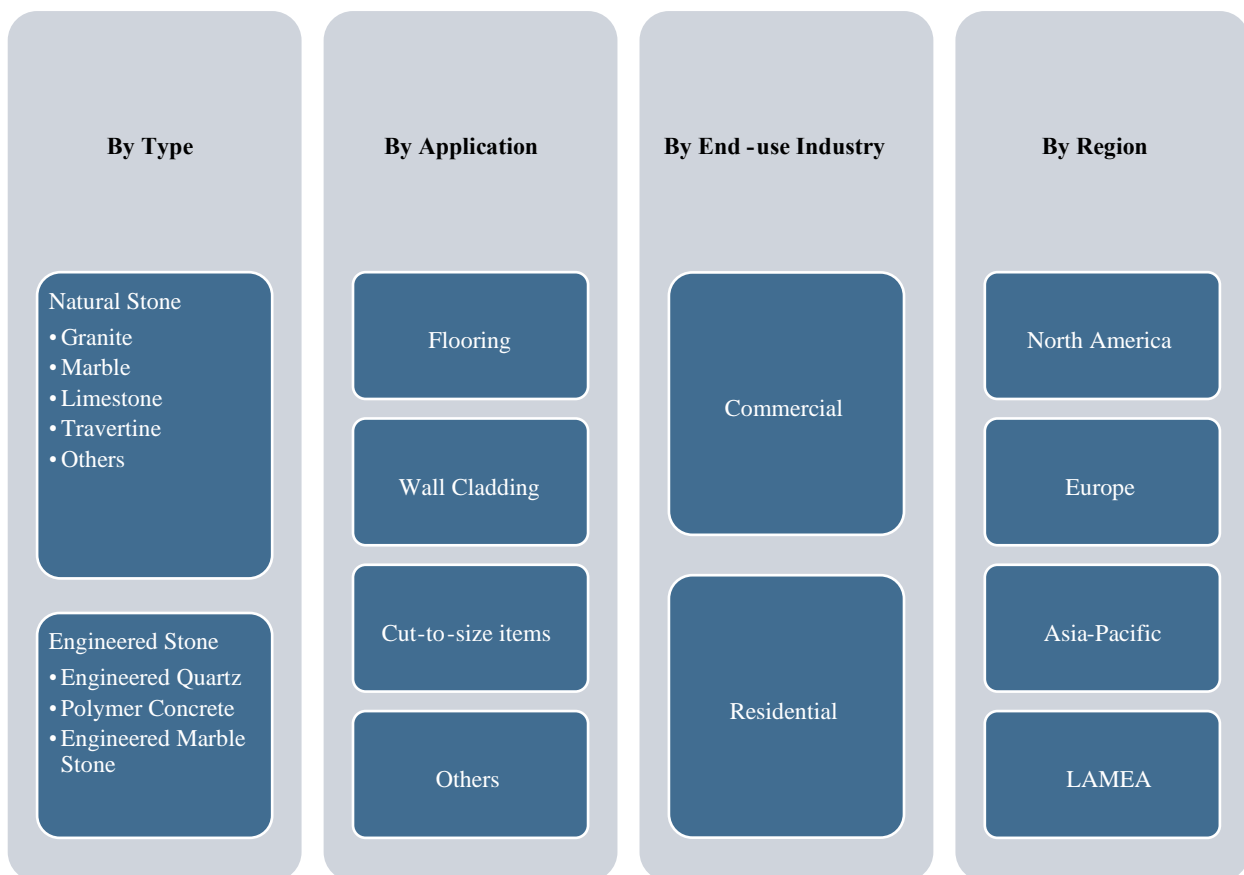 By Type
Natural Stone
• Granite
• Marble
• Limestone
• Travertine
• Others
Engineered Stone
• Engineered Quartz
• Polymer Concrete
• Engineered Marble
Stone
By Application
Flooring
Wall Cladding
Cut-to-size items
Others
By End-use Industry
Commercial
Residential
By Region
North America
Europe
Asia-Pacific
LAMEA